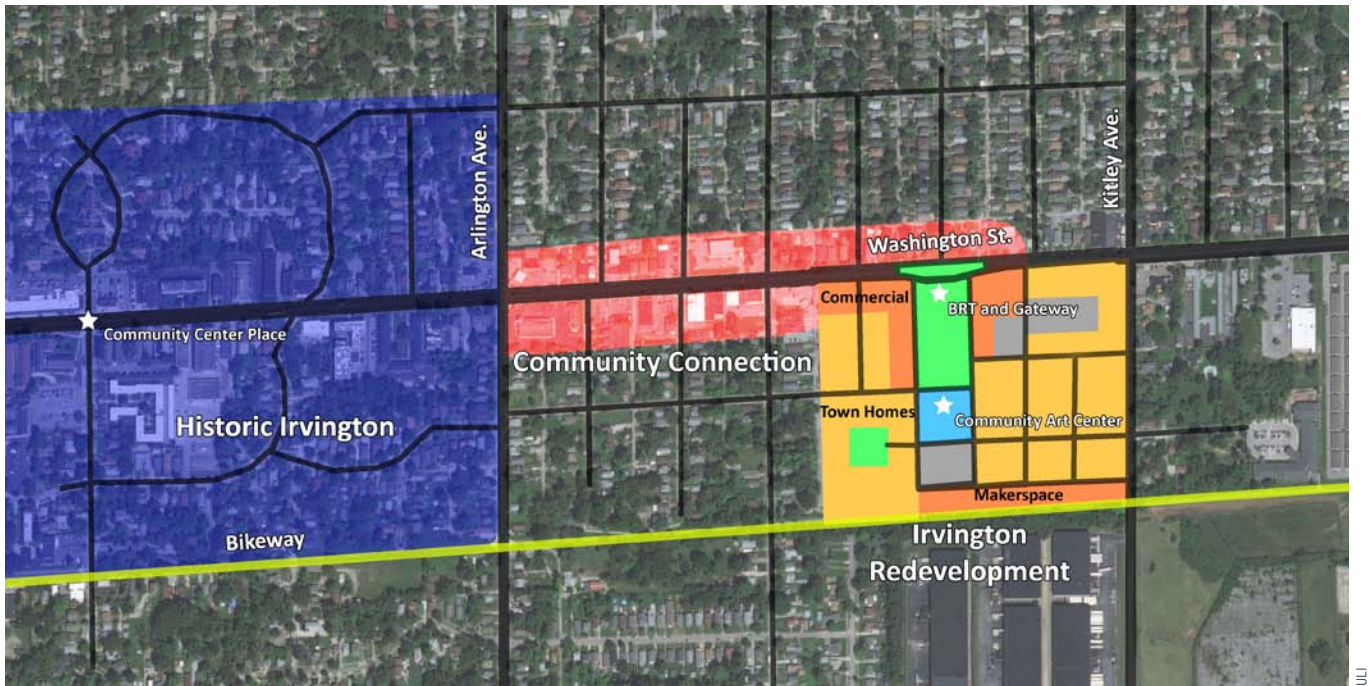 Arlington Ave.
Kitley Ave.
Washington St.
Commercial
BRT and Gateway
Community Center Place
Community Connection
Historic Irvington
Town Homes
Community Art Center
Makerspace
Bikeway
Irvington
Redevelopment
ULI